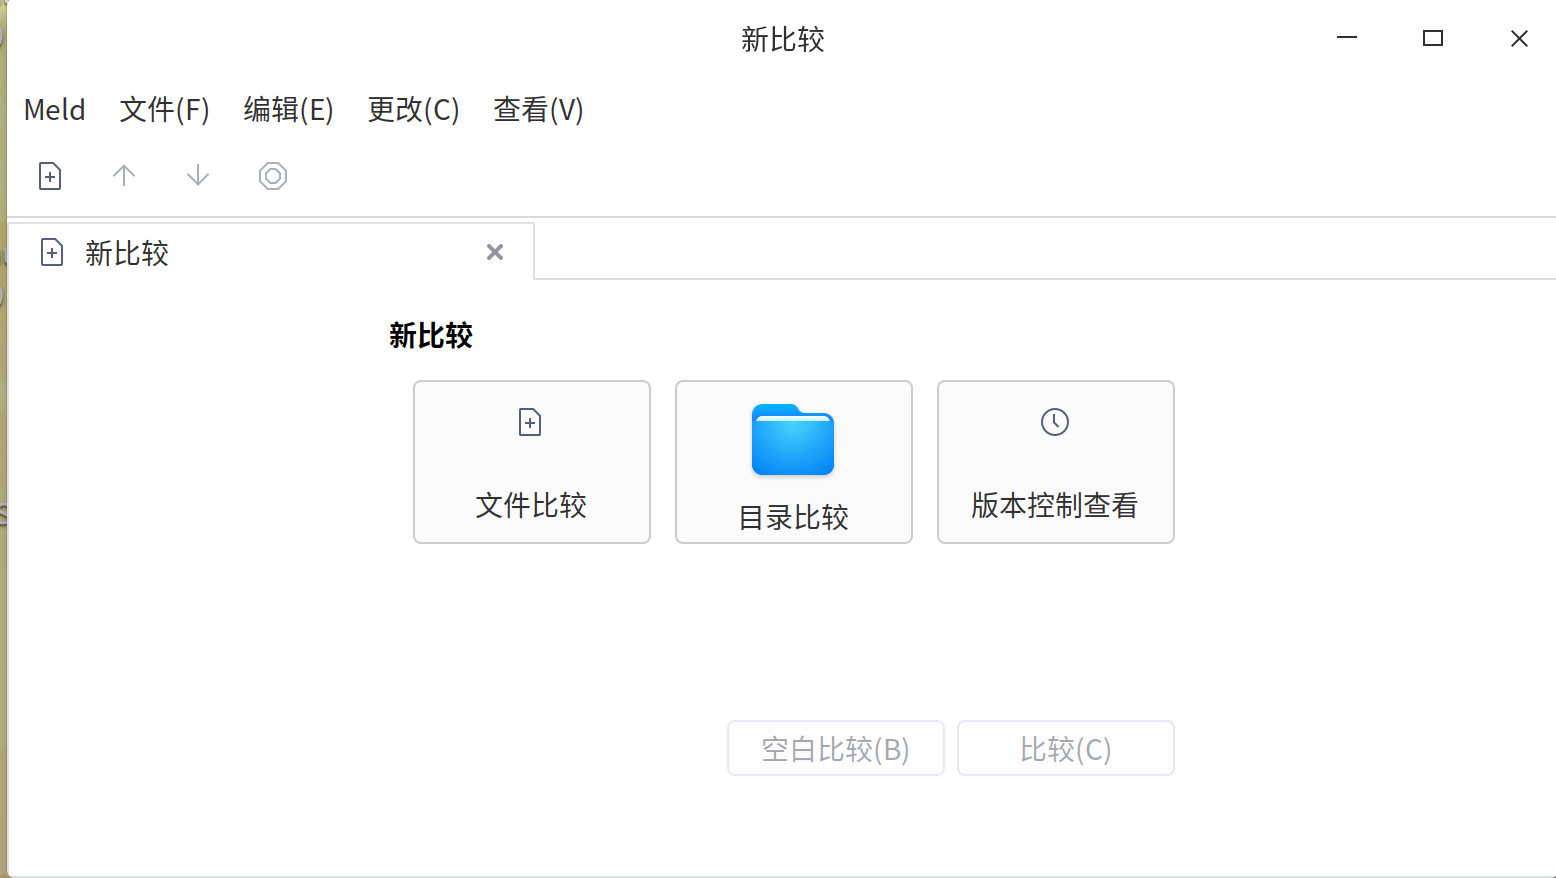 新比较
Meld 文件(F) 编辑(E) 更改(C) 查看(V)
新比较
新比较
文件比较 目录比较 版本控制查看
空白比较(B) 比较(C)